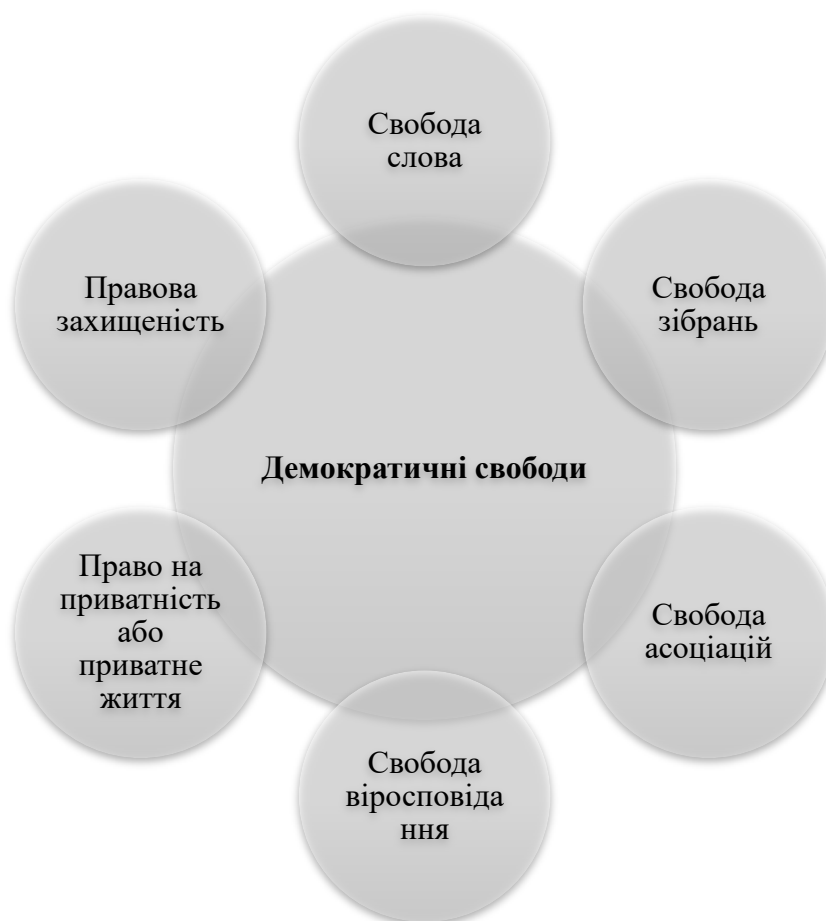 Свобода
слова
Правова
захищеність
Свобода
зібрань
Демократичні свободи
Право на
приватність
або
приватне
життя
Свобода
асоціацій
Свобода
віросповіда
ння